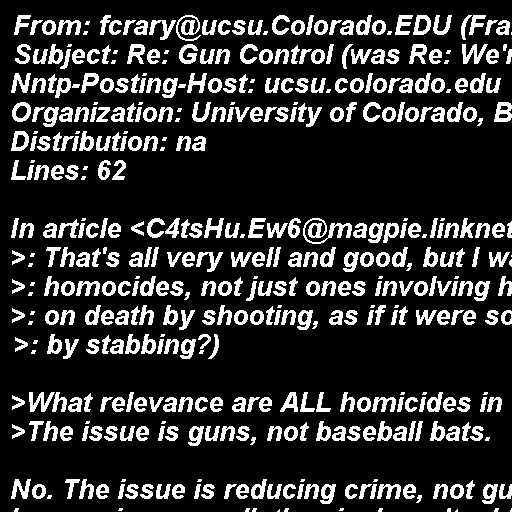 From: fcrary@ucsu.Colorado.EDU (Fra
Subject: Re: Gun Control (was Re: We'r
Nntp-Posting-Host: ucsu.colorado.edu
Organization: University of Colorado, B
Distribution: na
Lines: 62

In article <C4tsHu.Ew6@magpie.linknet
>: That's all very well and good, but I wa
>: homocides, not just ones involving h
>: on death by shooting, as if it were so
>: by stabbing?)

>What relevance are ALL homicides in
>The issue is guns, not baseball bats.

No. The issue is reducing crime, not gu